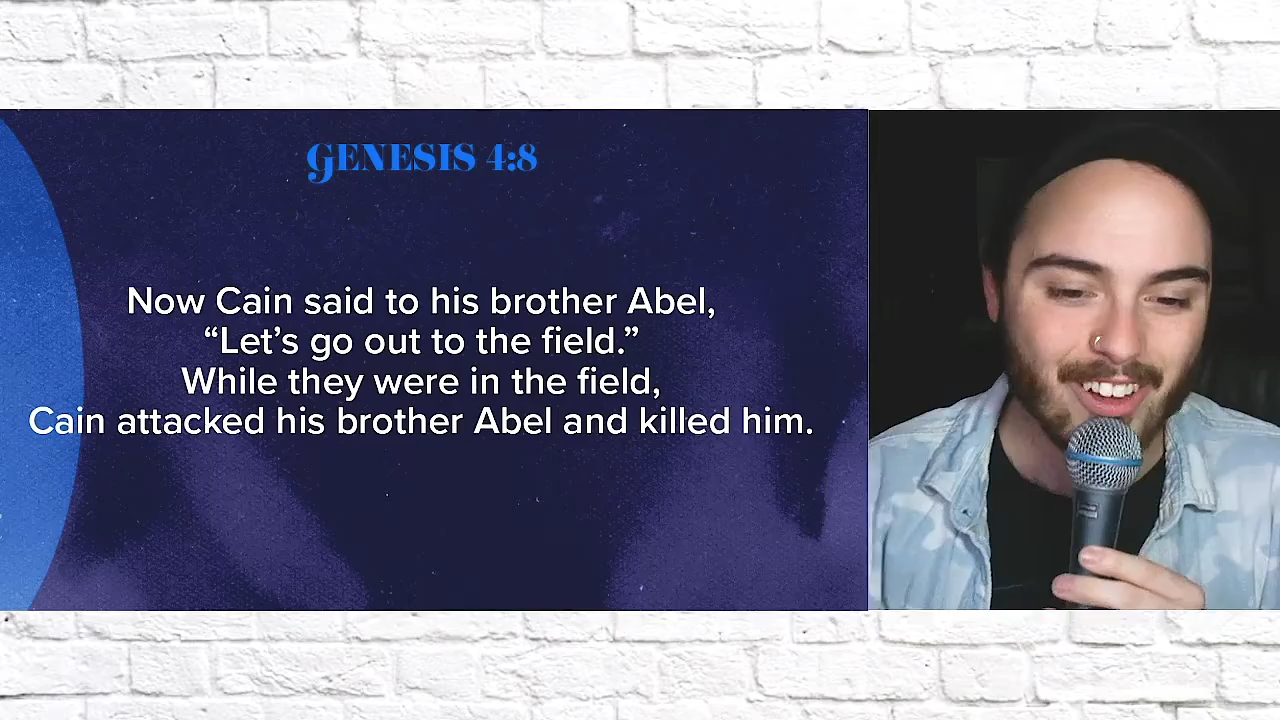 GENESIS 4:8
Now Cain said to his brother Abel,
“Let’s go out to the field.”
While they were in the field,
Cain attacked his brother Abel and killed him.